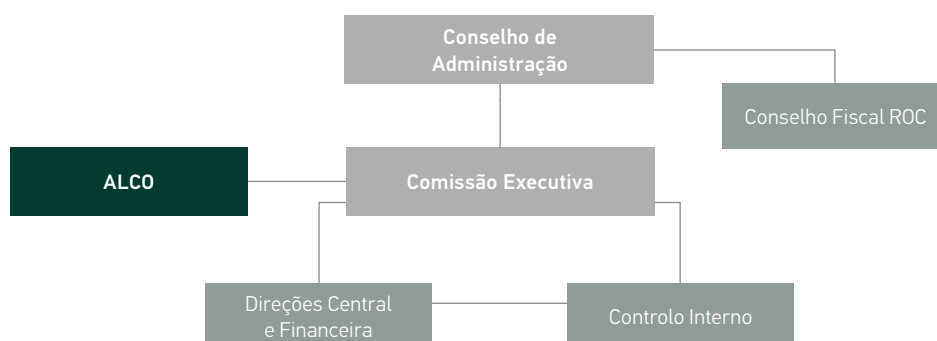 Conselho de
Administração
Conselho Fiscal ROC
ALCO
Comissão Executiva
Direções Central
e Financeira
Controlo Interno